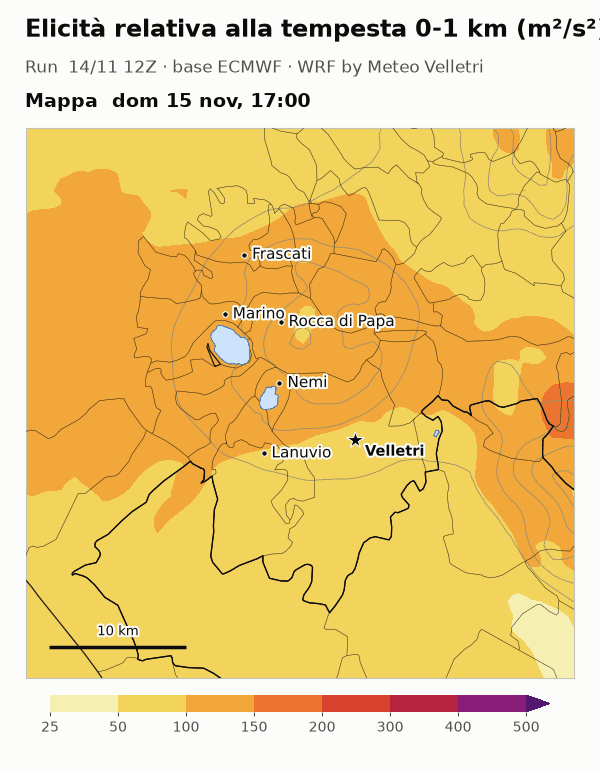 Elicità relativa alla tempesta 0-1 km (m²/s²)
Run 14/11 12Z · base ECMWF · WRF by Meteo Velletri
Mappa dom 15 nov, 17:00
Frascati
Marino
Rocca di Papa
Nemi
Velletri
Lanuvio
10 km
25 50 100 150 200 300 400 500